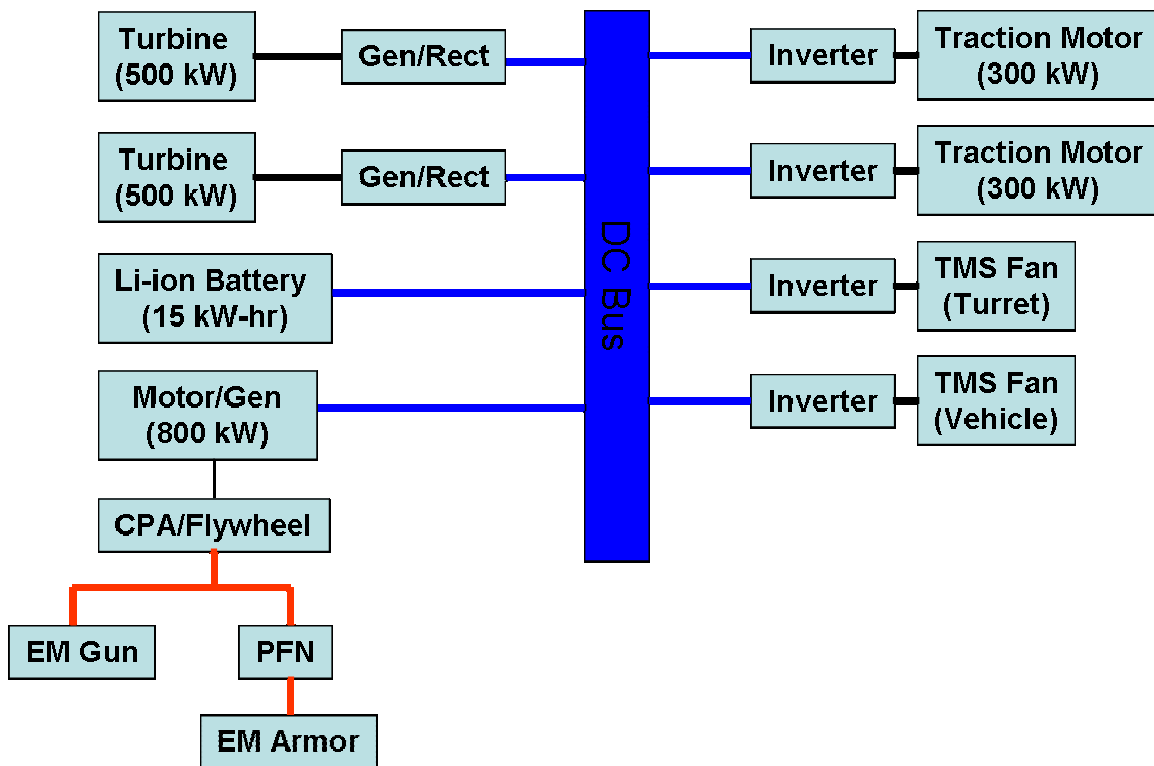 Turbine
(500 kW)
Gen/Rect
Inverter
Traction Motor
(300 kW)
Turbine
(500 kW)
Gen/Rect
Inverter
Traction Motor
(300 kW)
DC Bus
Li-ion Battery
(15 kW-hr)
Inverter
TMS Fan
(Turret)
Motor/Gen
(800 kW)
Inverter
TMS Fan
(Vehicle)
CPA/Flywheel
EM Gun
PFN
EM Armor